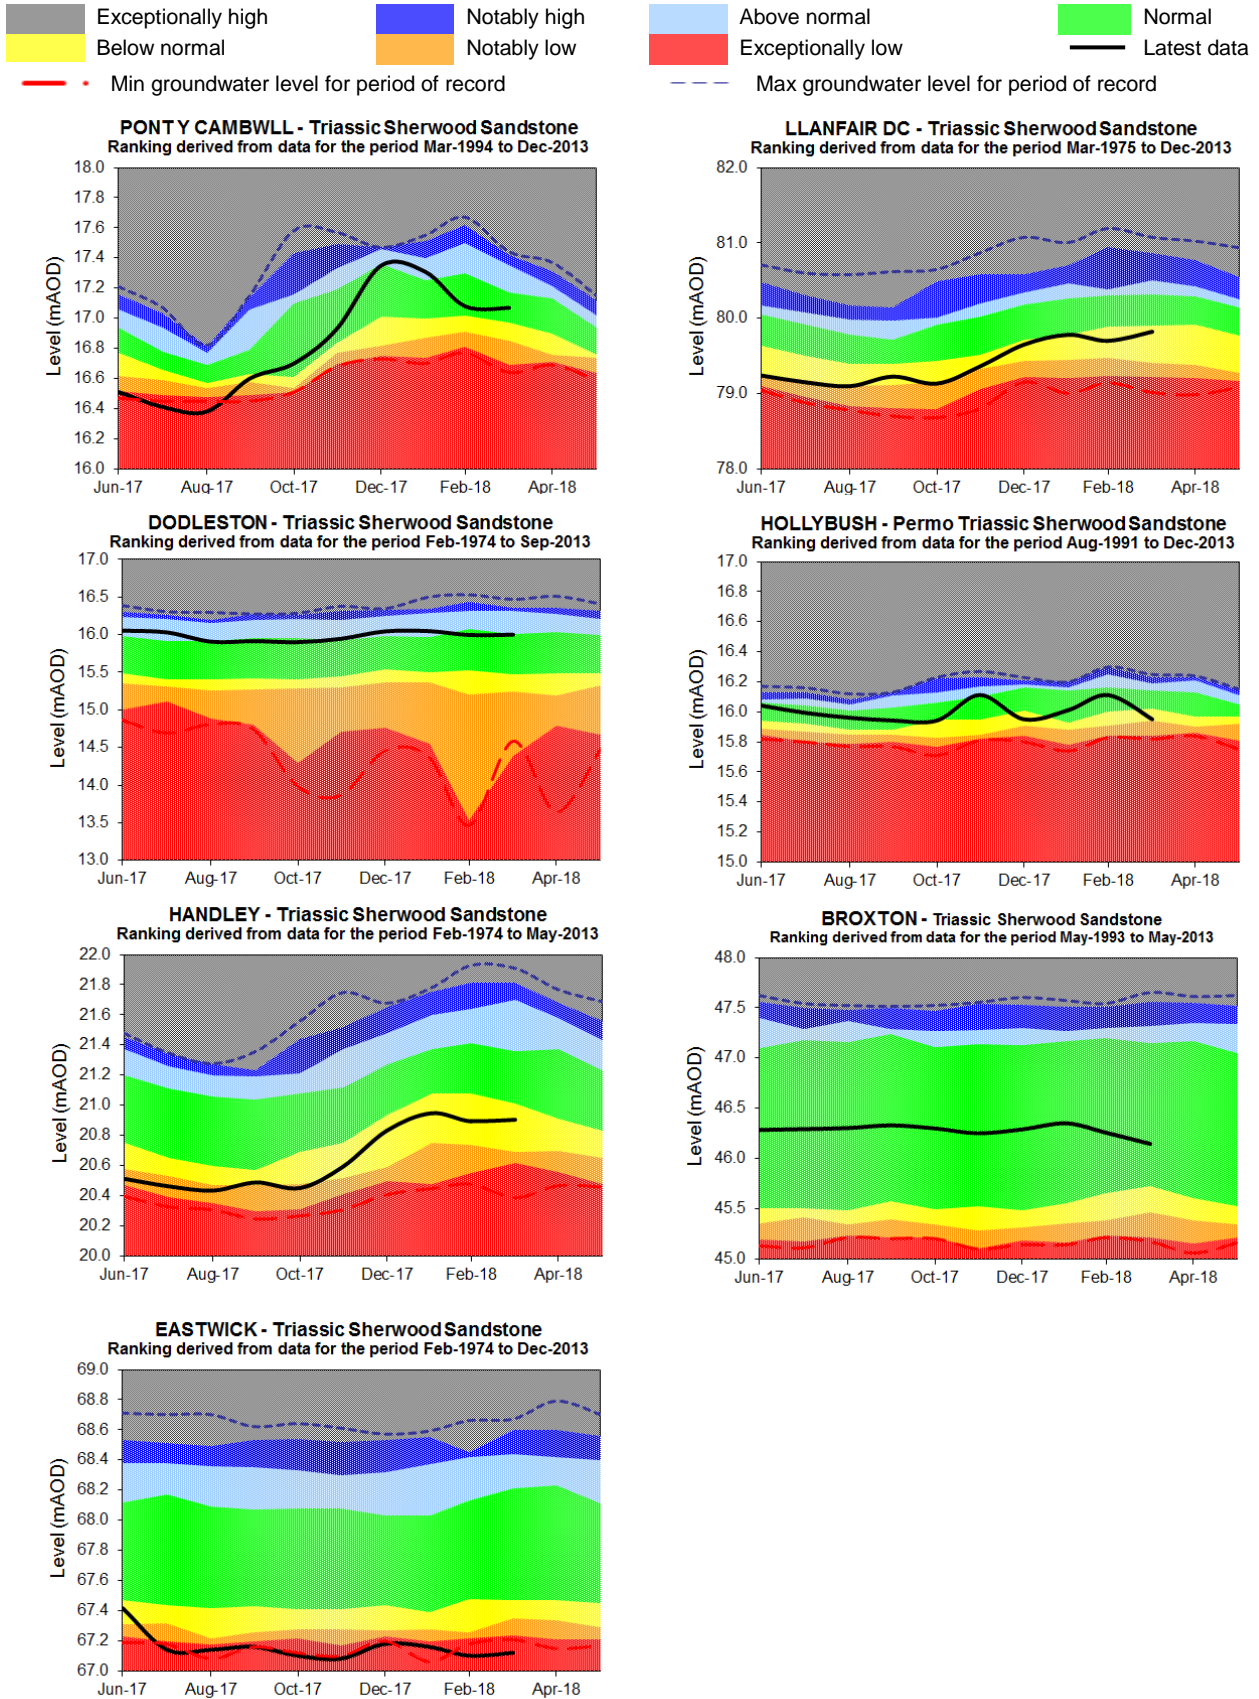 Exceptionally high
Notably high
Above normal
Normal
Below normal
Notably low
Exceptionally low
Latest data
Min groundwater level for period of record
Max groundwater level for period of record
PONT Y CAMBWLL - Triassic Sherwood Sandstone
Ranking derived from data for the period Mar-1994 to Dec-2013
Level (mAOD)
18.0
17.8
17.6
17.4
17.2
17.0
16.8
16.6
16.4
16.2
16.0
Jun-17 Aug-17 Oct-17 Dec-17 Feb-18 Apr-18
LLANFAIR DC - Triassic Sherwood Sandstone
Ranking derived from data for the period Mar-1975 to Dec-2013
Level (mAOD)
82.0
81.0
80.0
79.0
78.0
Jun-17 Aug-17 Oct-17 Dec-17 Feb-18 Apr-18
DODLESTON - Triassic Sherwood Sandstone
Ranking derived from data for the period Feb-1974 to Sep-2013
Level (mAOD)
17.0
16.5
16.0
15.5
15.0
14.5
14.0
13.5
13.0
Jun-17 Aug-17 Oct-17 Dec-17 Feb-18 Apr-18
HOLLYBUSH - Permo Triassic Sherwood Sandstone
Ranking derived from data for the period Aug-1991 to Dec-2013
Level (mAOD)
17.0
16.8
16.6
16.4
16.2
16.0
15.8
15.6
15.4
15.2
15.0
Jun-17 Aug-17 Oct-17 Dec-17 Feb-18 Apr-18
HANDLEY - Triassic Sherwood Sandstone
Ranking derived from data for the period Feb-1974 to May-2013
Level (mAOD)
22.0
21.8
21.6
21.4
21.2
21.0
20.8
20.6
20.4
20.2
20.0
Jun-17 Aug-17 Oct-17 Dec-17 Feb-18 Apr-18
BROXTON - Triassic Sherwood Sandstone
Ranking derived from data for the period May-1993 to May-2013
Level (mAOD)
48.0
47.5
47.0
46.5
46.0
45.5
45.0
Jun-17 Aug-17 Oct-17 Dec-17 Feb-18 Apr-18
EASTWICK - Triassic Sherwood Sandstone
Ranking derived from data for the period Feb-1974 to Dec-2013
Level (mAOD)
69.0
68.8
68.6
68.4
68.2
68.0
67.8
67.6
67.4
67.2
67.0
Jun-17 Aug-17 Oct-17 Dec-17 Feb-18 Apr-18